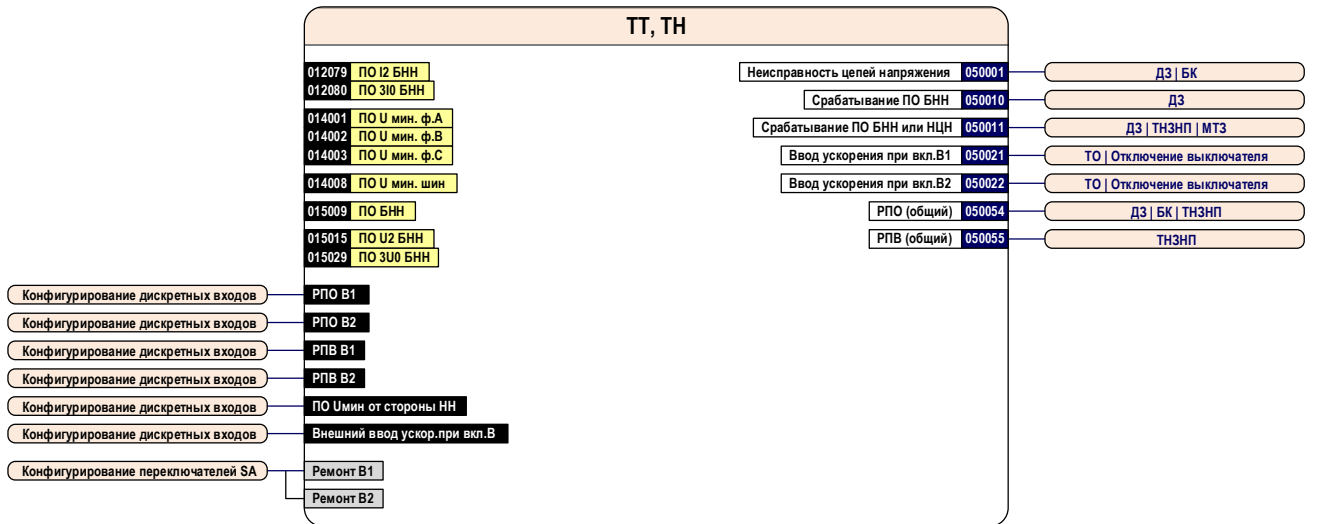 ТТ, ТН
012079 ПО I2 БНН
012080 ПО 3I0 БНН
014001 ПО U мин. ф.А
014002 ПО U мин. ф.В
014003 ПО U мин. ф.С
014008 ПО U мин. шин
015009 ПО БНН
015015 ПО U2 БНН
015029 ПО 3U0 БНН
Неисправность цепей напряжения 050001 ДЗ | БК
Срабатывание ПО БНН 050010 ДЗ
Срабатывание ПО БНН или НЦН 050011 ДЗ | ТНЗНП | МТЗ
Ввод ускорения при вкл.В1 050021 ТО | Отключение выключателя
Ввод ускорения при вкл.В2 050022 ТО | Отключение выключателя
РПО (общий) 050054 ДЗ | БК | ТНЗНП
РПВ (общий) 050055 ТНЗНП
Конфигурирование дискретных входов РПО В1
Конфигурирование дискретных входов РПО В2
Конфигурирование дискретных входов РПВ В1
Конфигурирование дискретных входов РПВ В2
Конфигурирование дискретных входов ПО Uмин от стороны НН
Конфигурирование дискретных входов Внешний ввод ускор.при вкл.В
Конфигурирование переключателей SA Ремонт В1
Ремонт В2